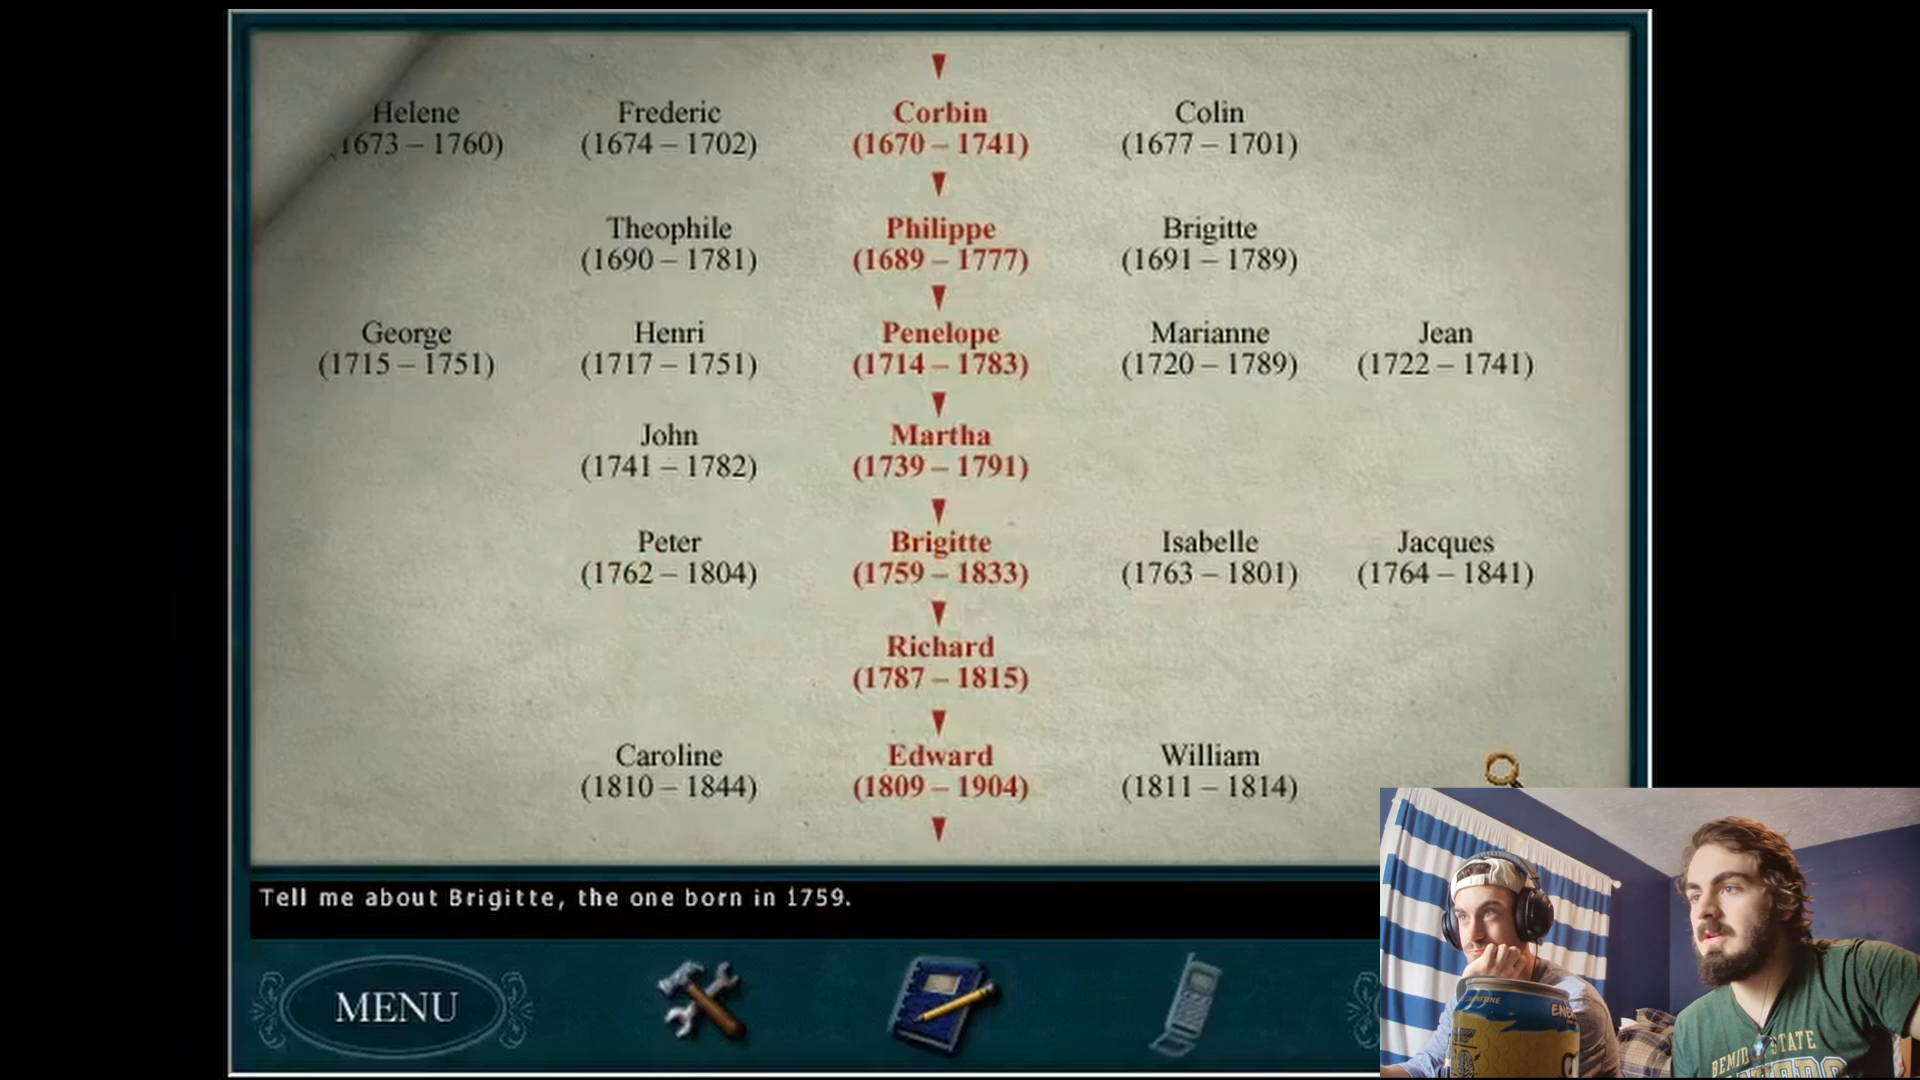 Helene Frederic Corbin Colin
(1673 – 1760) (1674 – 1702) (1670 – 1741) (1677 – 1701)
Theophile Philippe Brigitte
(1690 – 1781) (1689 – 1777) (1691 – 1789)
George Henri Penelope Marianne Jean
(1715 – 1751) (1717 – 1751) (1714 – 1783) (1720 – 1789) (1722 – 1741)
John Martha
(1741 – 1782) (1739 – 1791)
Peter Brigitte Isabelle Jacques
(1762 – 1804) (1759 – 1833) (1763 – 1801) (1764 – 1841)
Richard
(1787 – 1815)
Caroline Edward William
(1810 – 1844) (1809 – 1904) (1811 – 1814)
Tell me about Brigitte, the one born in 1759.
MENU
STATE